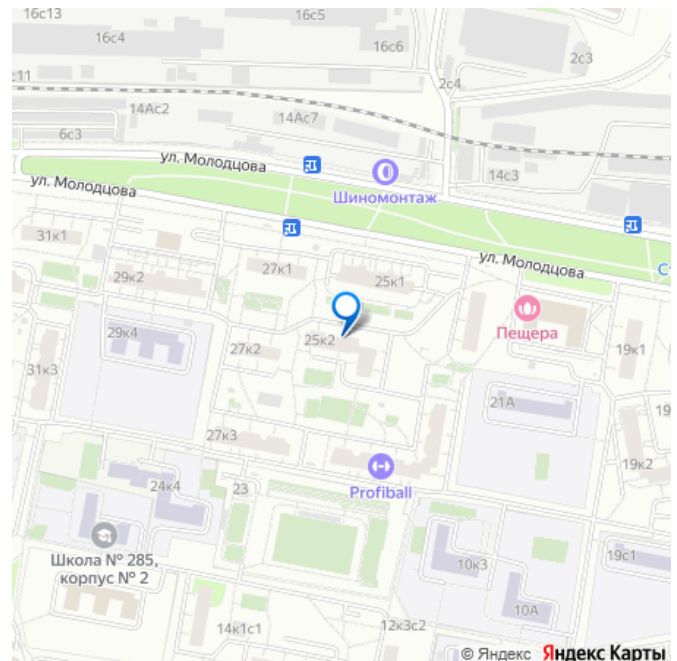 16с13
16с5
16с4
16с6
2с3
2с4
с11
14Ас2
14Ас7
6с3
ул. Молодцова
14с3
Шиномонтаж
ул. Молодцова
31к1
ул. Молодцова
С
27к1
29к2
25к1
Пещера
29к4
25к2
27к2
19к1
31к3
21А
19
27к3
19к2
Profiball
24к4
23
Школа № 285,
корпус № 2
10к3
19с1
10А
14к1с1
12к3с2
© Яндекс Яндекс Карты